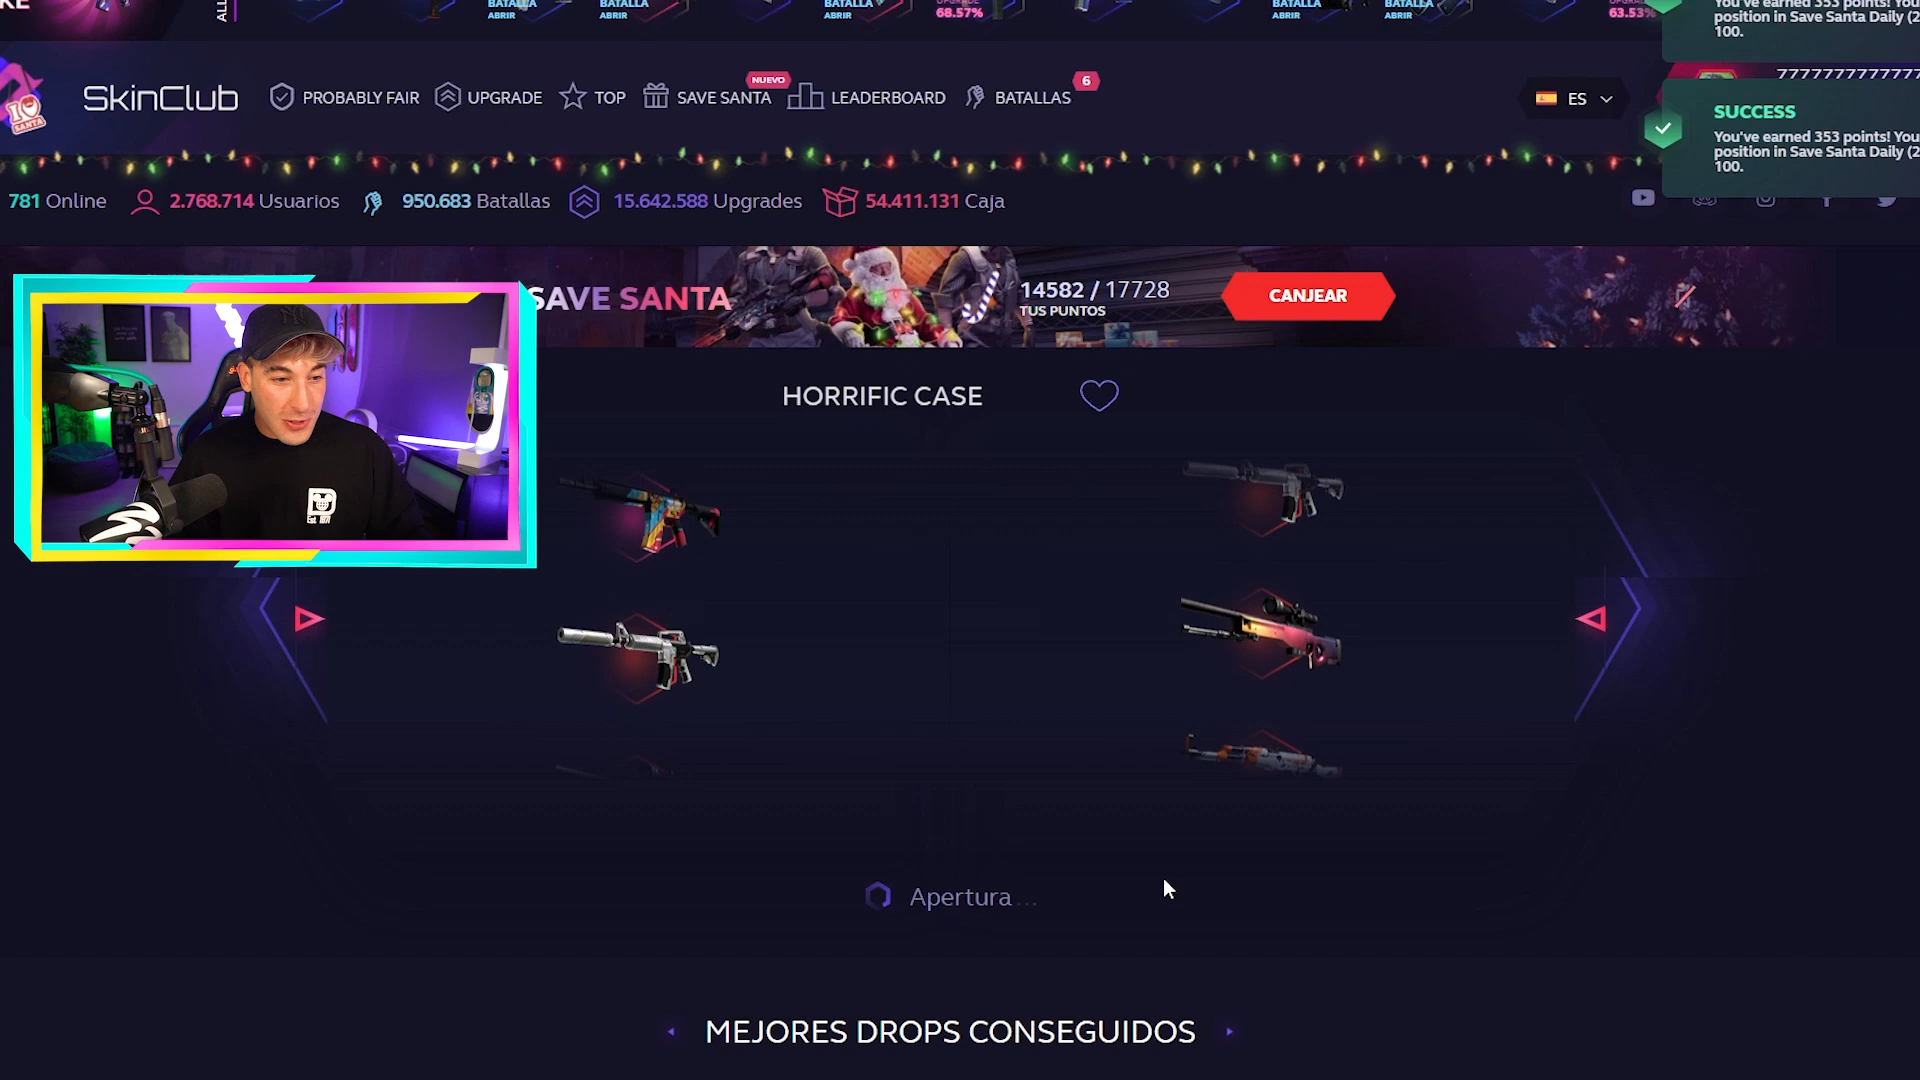 KE
ALL
BATALLA
ABRIR
BATALLA
ABRIR
BATALLA
ABRIR
68.57%
BATALLA
ABRIR
BATALLA
ABRIR
63.53%
You've earned 353 points! You
position in Save Santa Daily (2
100.
I
SANTA
SkinClub
PROBABLY FAIR
UPGRADE
TOP
SAVE SANTA
NUEVO
LEADERBOARD
BATALLAS
6
ES
SUCCESS
You've earned 353 points! You
position in Save Santa Daily (2
100.
781 Online
2.768.714 Usuarios
950.683 Batallas
15.642.588 Upgrades
54.411.131 Caja
SAVE SANTA
14582 / 17728
TUS PUNTOS
CANJEAR
HORRIFIC CASE
Apertura...
MEJORES DROPS CONSEGUIDOS